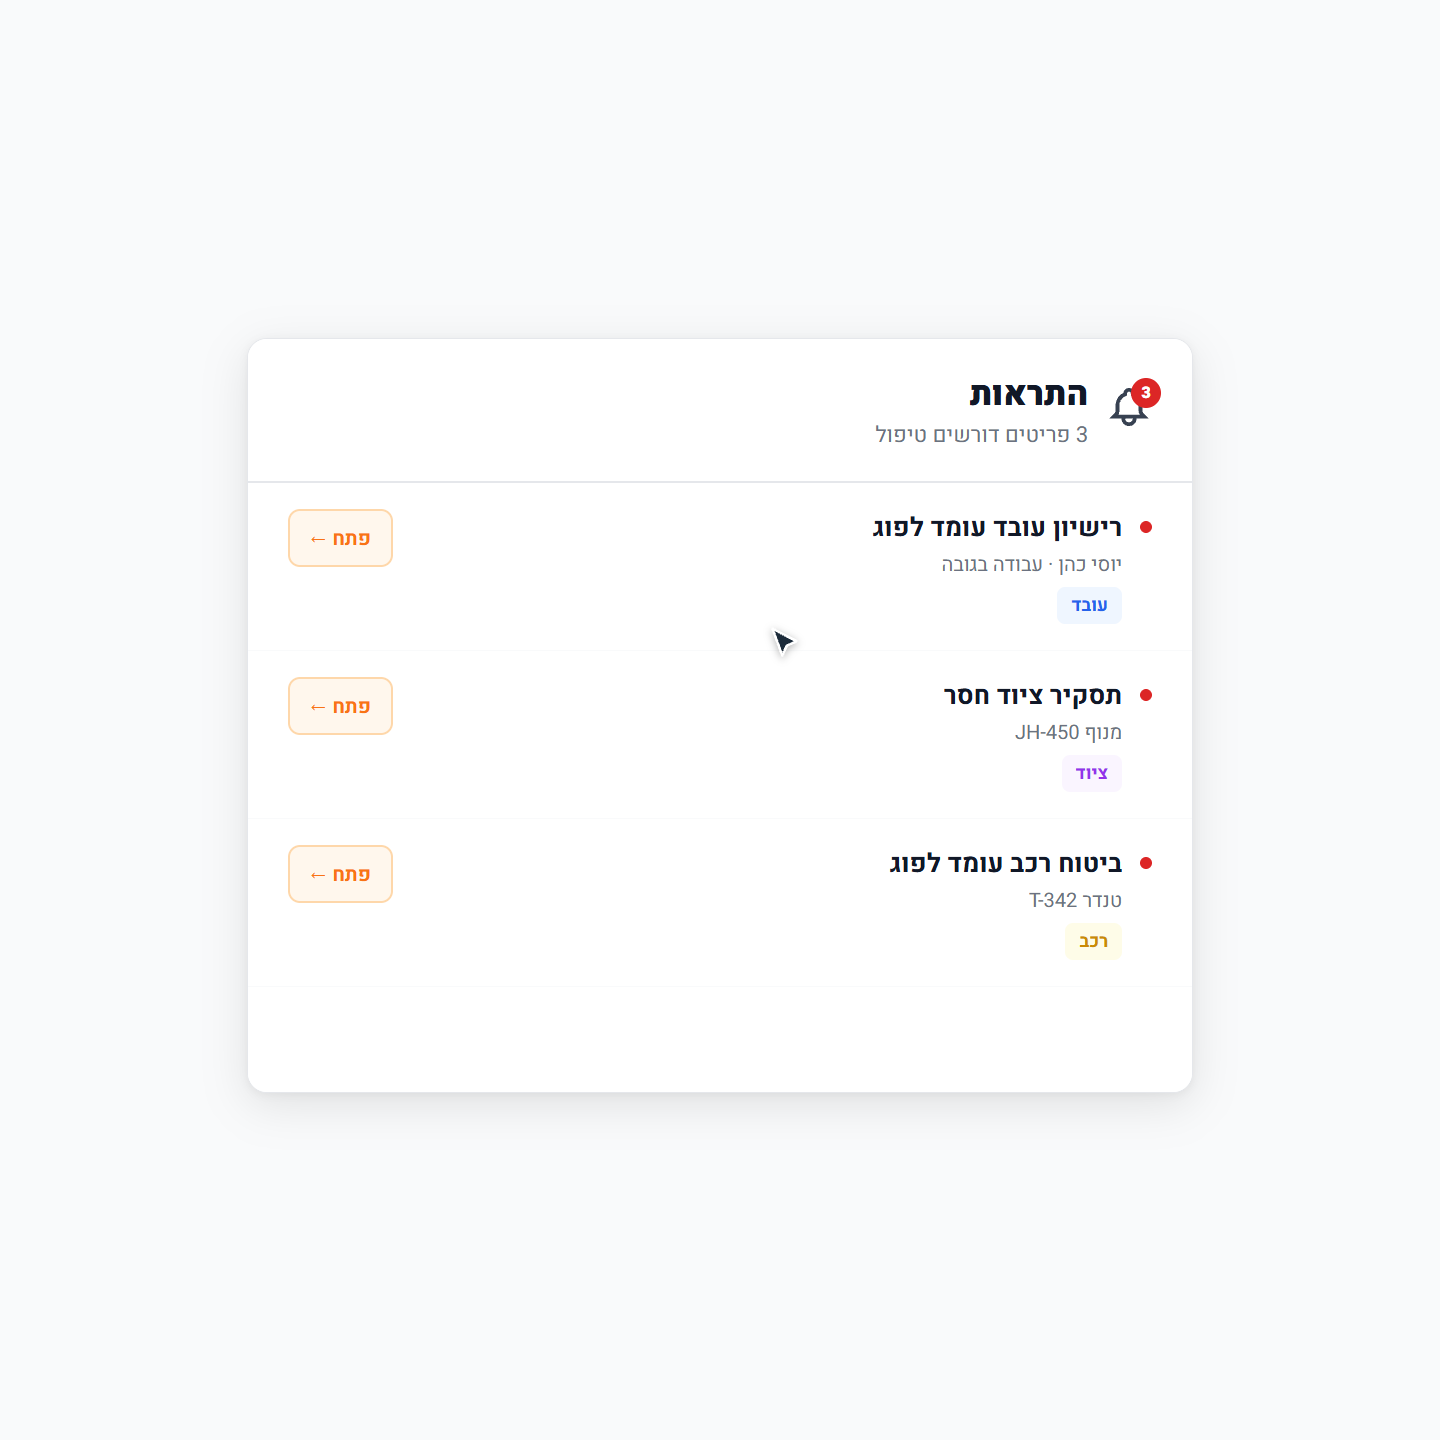 3
התראות
3 פריטים דורשים טיפול
רישיון עובד עומד לפוג
יוסי כהן · עבודה בגובה
עובד
פתח ←
תסקיר ציוד חסר
מנוף JH-450
ציוד
פתח ←
ביטוח רכב עומד לפוג
טנדר T-342
רכב
פתח ←